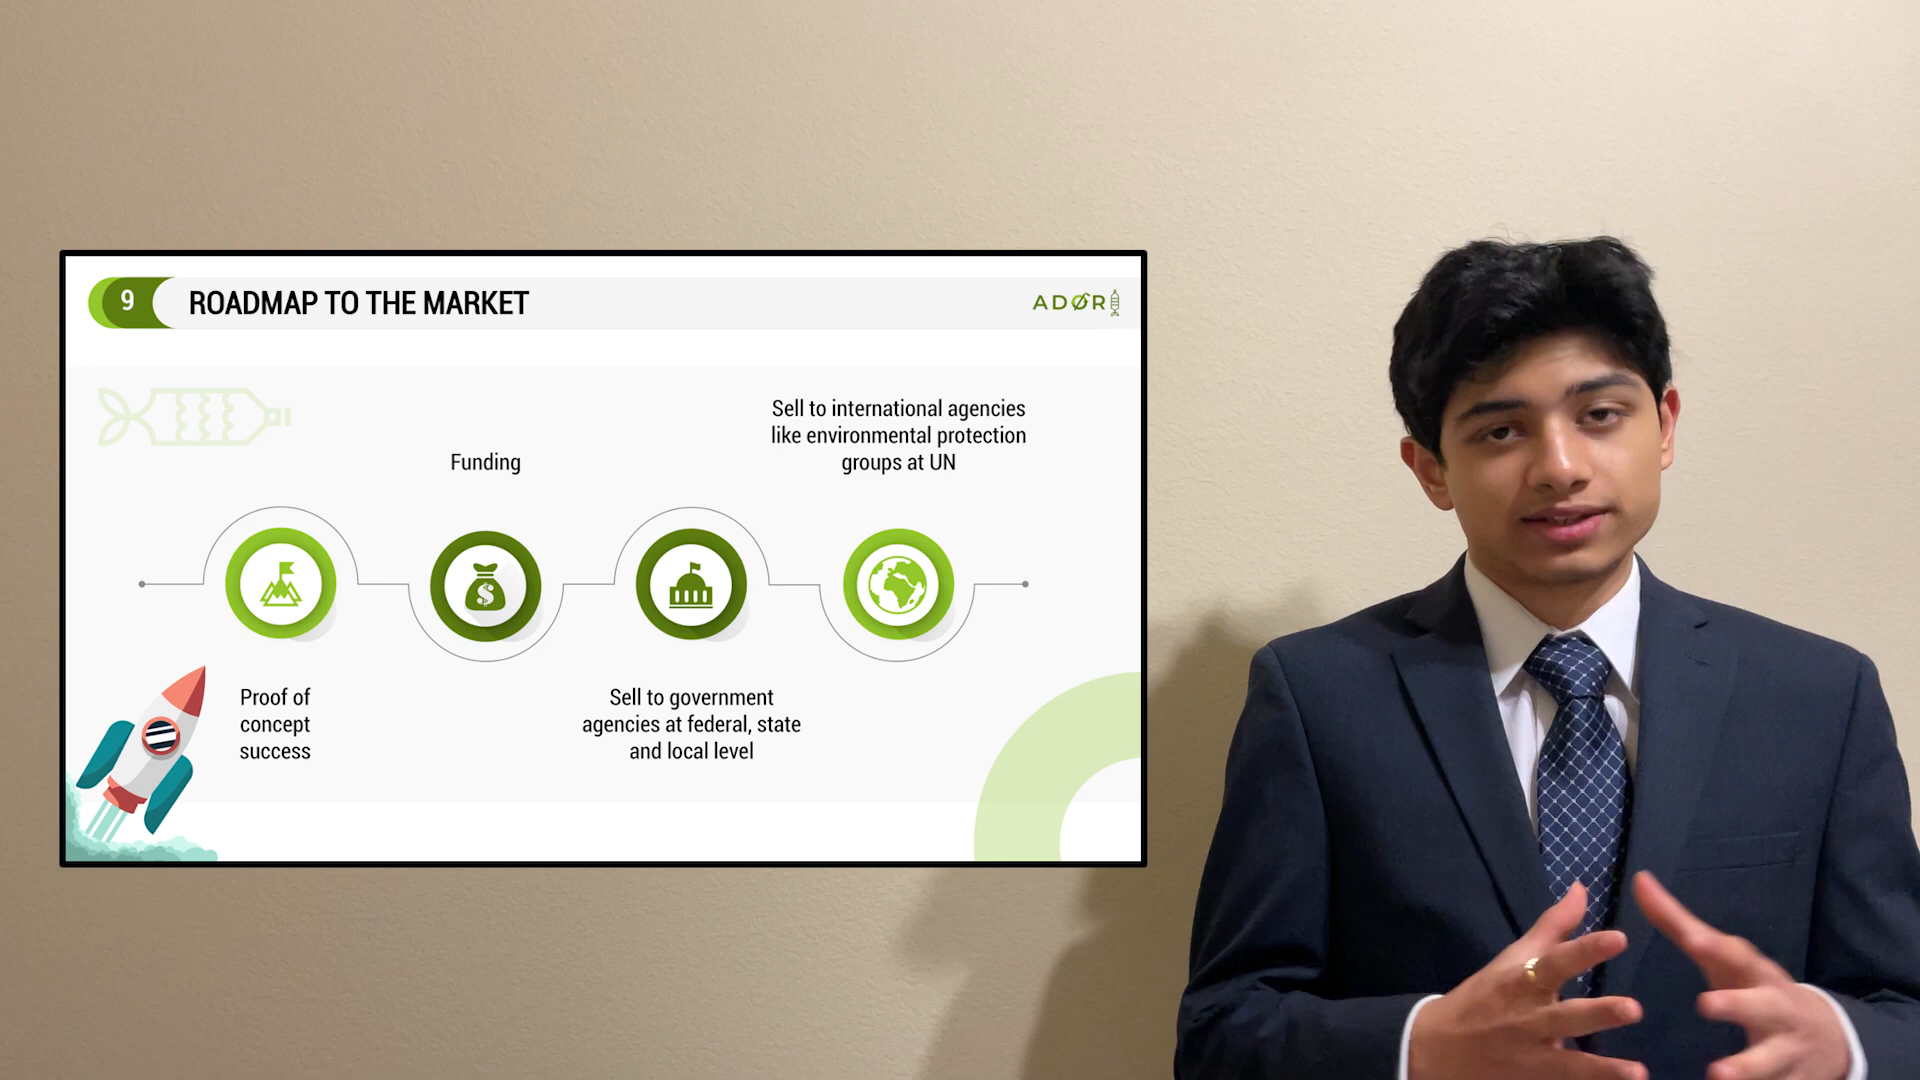 9
ROADMAP TO THE MARKET
ADØR
Sell to international agencies
like environmental protection
groups at UN
Funding
$
Proof of
concept
success
Sell to government
agencies at federal, state
and local level